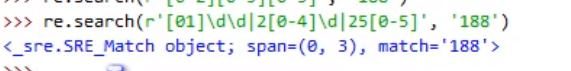 >>> re.search(r'[01]\d\d|2[0-4]\d|25[0-5]', '188')
<_sre.SRE_Match object; span=(0, 3), match='188'>
>>>